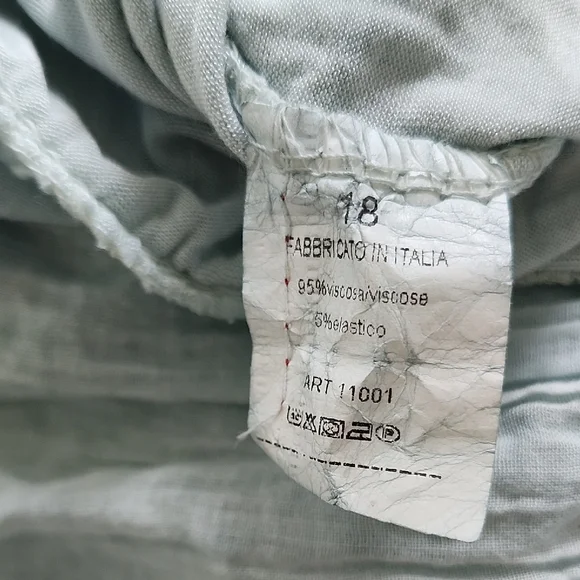 18
FABBRICATO IN ITALIA
95%viscosa/viscose
5%elastico
ART 11001
P